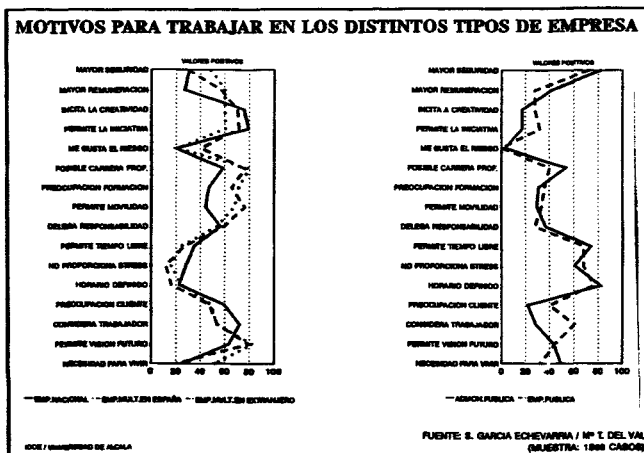 MOTIVOS PARA TRABAJAR EN LOS DISTINTOS TIPOS DE EMPRESA
VALORES POSITIVOS
MAYOR SEGURIDAD
MAYOR REMUNERACION
INCITA LA CREATIVIDAD
PERMITE LA INICIATIVA
ME GUSTA EL RIESGO
POSIBLE CARRERA PROF.
PREOCUPACION FORMACION
PERMITE MOVILIDAD
DELEGA RESPONSABILIDAD
PERMITE TIEMPO LIBRE
NO PROPORCIONA STRESS
HORARIO DEFINIDO
PREOCUPACION CLIENTE
CONSIDERA TRABAJADOR
PERMITE VISION FUTURO
NECESIDAD PARA VIVIR
0 20 40 60 80 100
EMP.NACIONAL EMP.MULT.EN ESPAÑA EMP.MULT.EN EXTRANJERO
VALORES POSITIVOS
MAYOR SEGURIDAD
MAYOR REMUNERACION
INCITA A CREATIVIDAD
PERMITE LA INICIATIVA
ME GUSTA EL RIESGO
POSIBLE CARRERA PROF.
PREOCUPACION FORMACION
PERMITE MOVILIDAD
DELEGA RESPONSABILIDAD
PERMITE TIEMPO LIBRE
NO PROPORCIONA STRESS
HORARIO DEFINIDO
PREOCUPACION CLIENTE
CONSIDERA TRABAJADOR
PERMITE VISION FUTURO
NECESIDAD PARA VIVIR
0 20 40 60 80 100
ADMON.PUBLICA EMP.PUBLICA
IDOE / UNIVERSIDAD DE ALCALA
FUENTE: S. GARCIA ECHEVARRIA / Mª T. DEL VAL
(MUESTRA: CASOS)